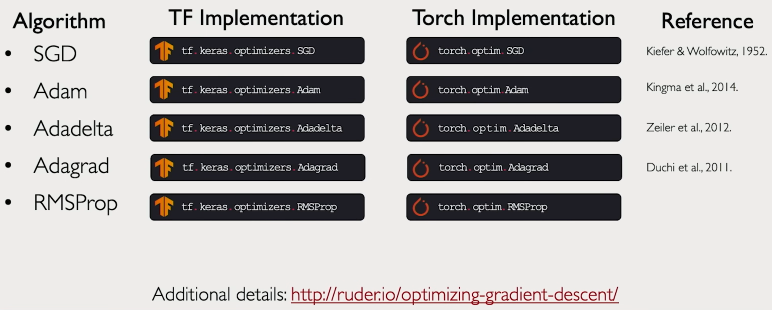 Algorithm TF Implementation Torch Implementation Reference
• SGD tf.keras.optimizers.SGD torch.optim.SGD Kiefer & Wolfowitz, 1952.
• Adam tf.keras.optimizers.Adam torch.optim.Adam Kingma et al., 2014.
• Adadelta tf.keras.optimizers.Adadelta torch.optim.Adadelta Zeiler et al., 2012.
• Adagrad tf.keras.optimizers.Adagrad torch.optim.Adagrad Duchi et al., 2011.
• RMSProp tf.keras.optimizers.RMSProp torch.optim.RMSProp
Additional details: http://ruder.io/optimizing-gradient-descent/